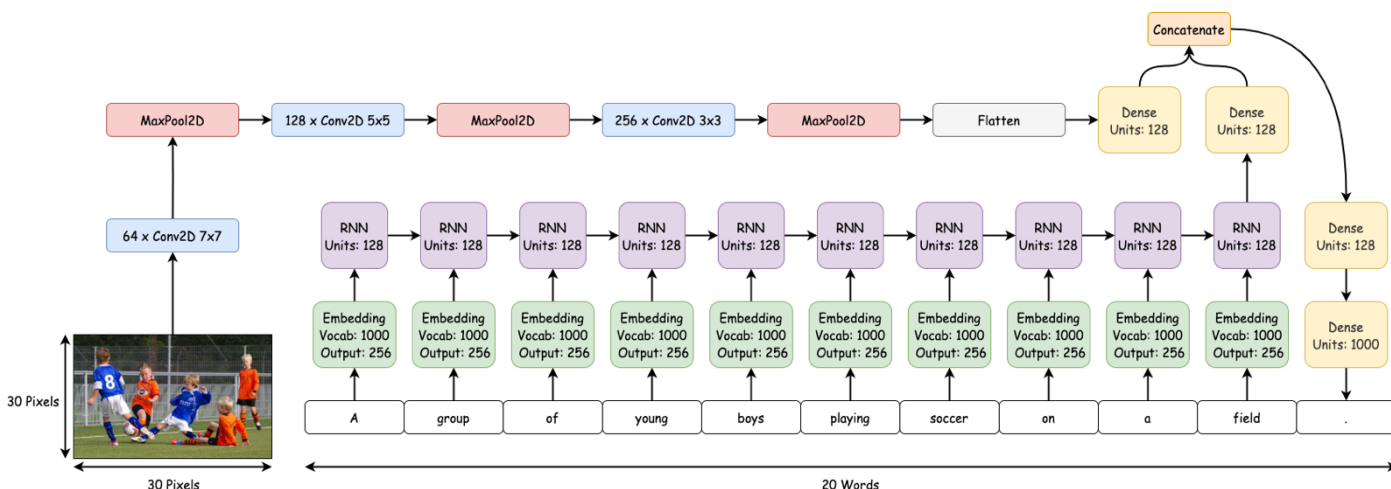 Concatenate
MaxPool2D
128 x Conv2D 5x5
MaxPool2D
256 x Conv2D 3x3
MaxPool2D
Flatten
Dense
Units: 128
Dense
Units: 128
64 x Conv2D 7x7
RNN
Units: 128
RNN
Units: 128
RNN
Units: 128
RNN
Units: 128
RNN
Units: 128
RNN
Units: 128
RNN
Units: 128
RNN
Units: 128
RNN
Units: 128
RNN
Units: 128
Dense
Units: 128
Embedding
Vocab: 1000
Output: 256
Embedding
Vocab: 1000
Output: 256
Embedding
Vocab: 1000
Output: 256
Embedding
Vocab: 1000
Output: 256
Embedding
Vocab: 1000
Output: 256
Embedding
Vocab: 1000
Output: 256
Embedding
Vocab: 1000
Output: 256
Embedding
Vocab: 1000
Output: 256
Embedding
Vocab: 1000
Output: 256
Embedding
Vocab: 1000
Output: 256
Dense
Units: 1000
8
30 Pixels
A
group
of
young
boys
playing
soccer
on
a
field
.
30 Pixels
20 Words